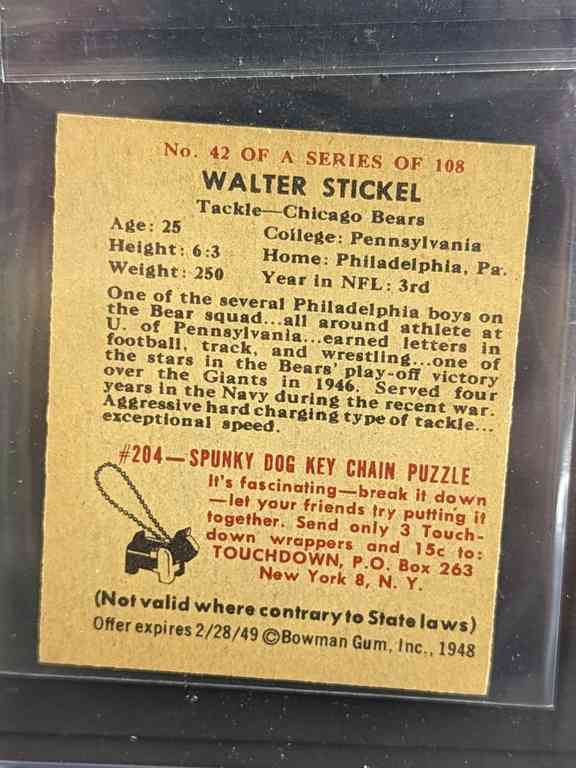 No. 42 OF A SERIES OF 108
WALTER STICKEL
Tackle—Chicago Bears
Age: 25
Height: 6:3
Weight: 250
College: Pennsylvania
Home: Philadelphia, Pa.
Year in NFL: 3rd
One of the several Philadelphia boys on
the Bear squad...all around athlete at
U. of Pennsylvania...earned letters in
football, track, and wrestling...one of
the stars in the Bears' play-off victory
over the Giants in 1946. Served four
years in the Navy during the recent war.
Aggressive hard charging type of tackle...
exceptional speed.
#204—SPUNKY DOG KEY CHAIN PUZZLE
It's fascinating—break it down
—let your friends try putting it
together. Send only 3 Touch-
down wrappers and 15c to:
TOUCHDOWN, P.O. Box 263
New York 8, N. Y.
(Not valid where contrary to State laws)
Offer expires 2/28/49 ©Bowman Gum, Inc., 1948